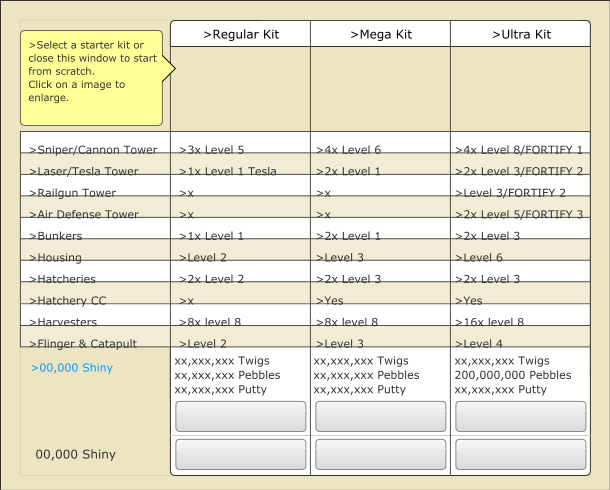 >Select a starter kit or
close this window to start
from scratch.
Click on a image to
enlarge.
>Regular Kit >Mega Kit >Ultra Kit
>Sniper/Cannon Tower >3x Level 5 >4x Level 6 >4x Level 8/FORTIFY 1
>Laser/Tesla Tower >1x Level 1 Tesla >2x Level 1 >2x Level 3/FORTIFY 2
>Railgun Tower >x >x >Level 3/FORTIFY 2
>Air Defense Tower >x >x >2x Level 5/FORTIFY 3
>Bunkers >1x Level 1 >2x Level 1 >2x Level 3
>Housing >Level 2 >Level 3 >Level 6
>Hatcheries >2x Level 2 >2x Level 3 >2x Level 3
>Hatchery CC >x >Yes >Yes
>Harvesters >8x level 8 >8x level 8 >16x level 8
>Flinger & Catapult >Level 2 >Level 3 >Level 4
>00,000 Shiny
xx,xxx,xxx Twigs xx,xxx,xxx Twigs xx,xxx,xxx Twigs
xx,xxx,xxx Pebbles xx,xxx,xxx Pebbles 200,000,000 Pebbles
xx,xxx,xxx Putty xx,xxx,xxx Putty xx,xxx,xxx Putty
00,000 Shiny